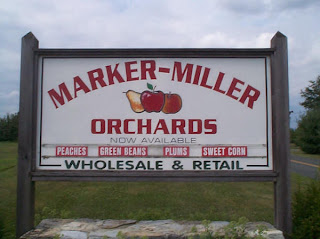 MARKER-MILLER
ORCHARDS
NOW AVAILABLE
PEACHES GREEN BEANS PLUMS SWEET CORN
WHOLESALE & RETAIL